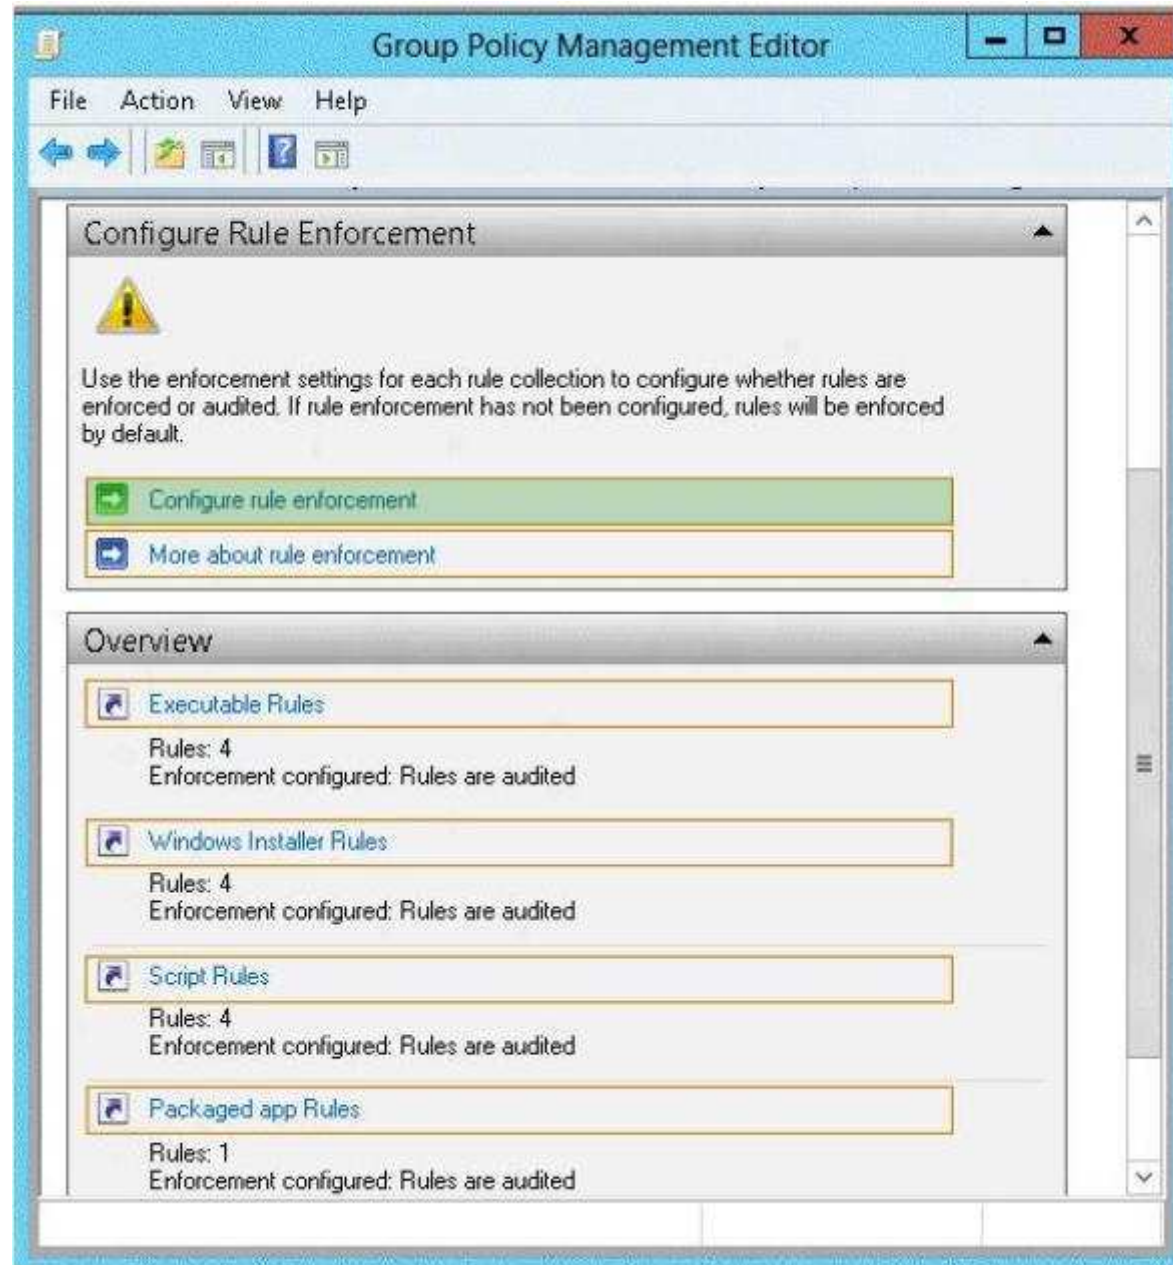 Group Policy Management Editor
File Action View Help
Configure Rule Enforcement
Use the enforcement settings for each rule collection to configure whether rules are
enforced or audited. If rule enforcement has not been configured, rules will be enforced
by default.
Configure rule enforcement
More about rule enforcement
Overview
Executable Rules
Rules: 4
Enforcement configured: Rules are audited
Windows Installer Rules
Rules: 4
Enforcement configured: Rules are audited
Script Rules
Rules: 4
Enforcement configured: Rules are audited
Packaged app Rules
Rules: 1
Enforcement configured: Rules are audited